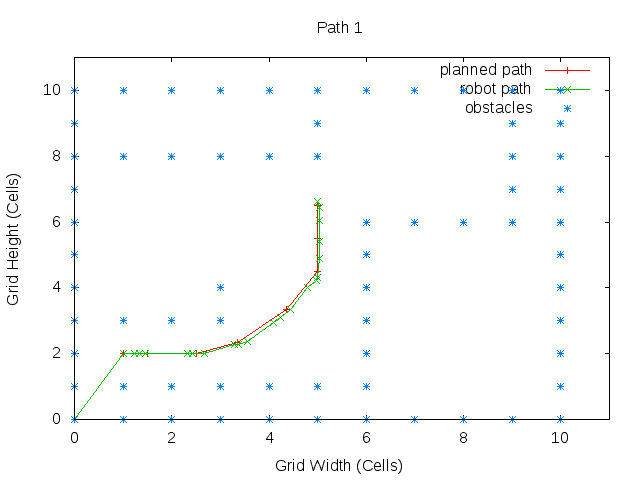 Path 1
planned path
robot path
obstacles
10
8
6
4
2
0
Grid Height (Cells)
0 2 4 6 8 10
Grid Width (Cells)